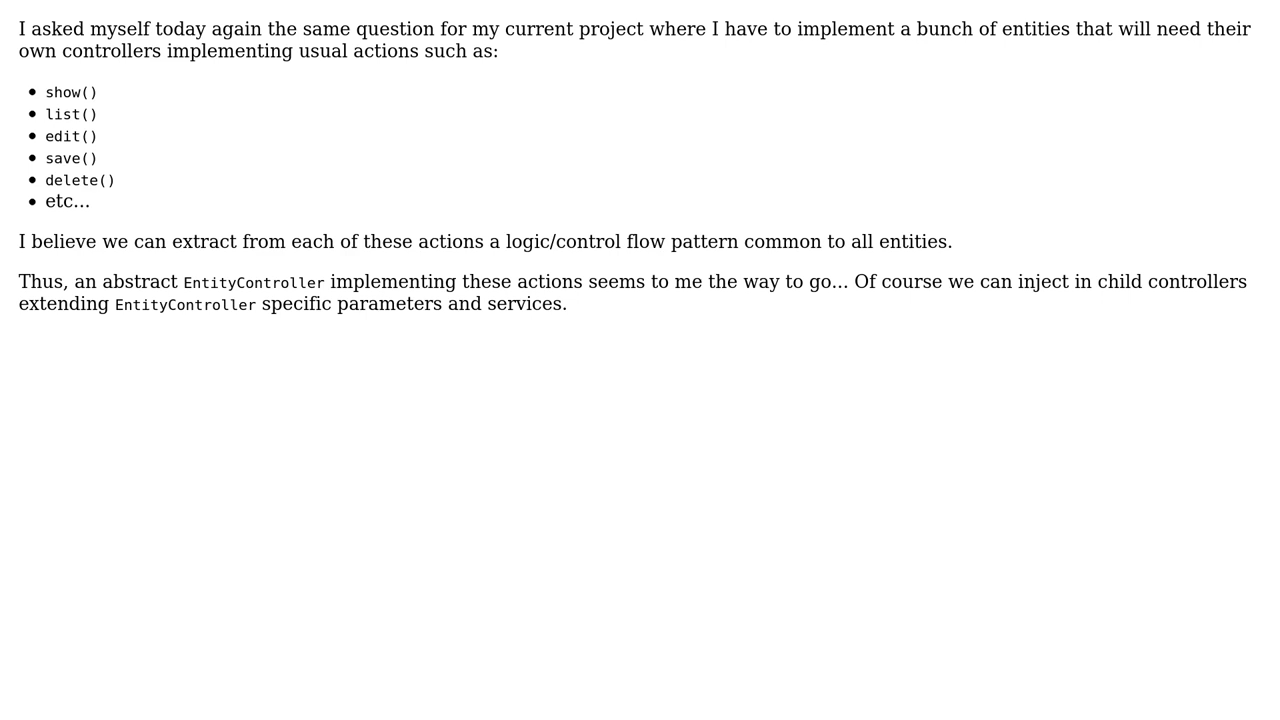 I asked myself today again the same question for my current project where I have to implement a bunch of entities that will need their
own controllers implementing usual actions such as:
• show()
• list()
• edit()
• save()
• delete()
• etc...
I believe we can extract from each of these actions a logic/control flow pattern common to all entities.
Thus, an abstract EntityController implementing these actions seems to me the way to go... Of course we can inject in child controllers
extending EntityController specific parameters and services.